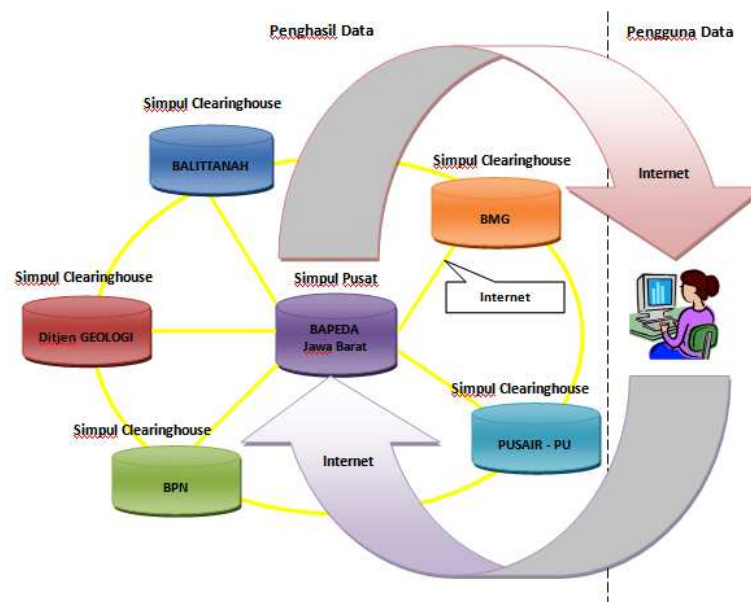 Penghasil Data
Pengguna Data
Simpul Clearinghouse
BALITTANAH
Simpul Clearinghouse
BMG
Internet
Simpul Clearinghouse
Ditjen GEOLOGI
Simpul Pusat
BAPEDA
Jawa Barat
Internet
Simpul Clearinghouse
PUSAIR - PU
Simpul Clearinghouse
BPN
Internet